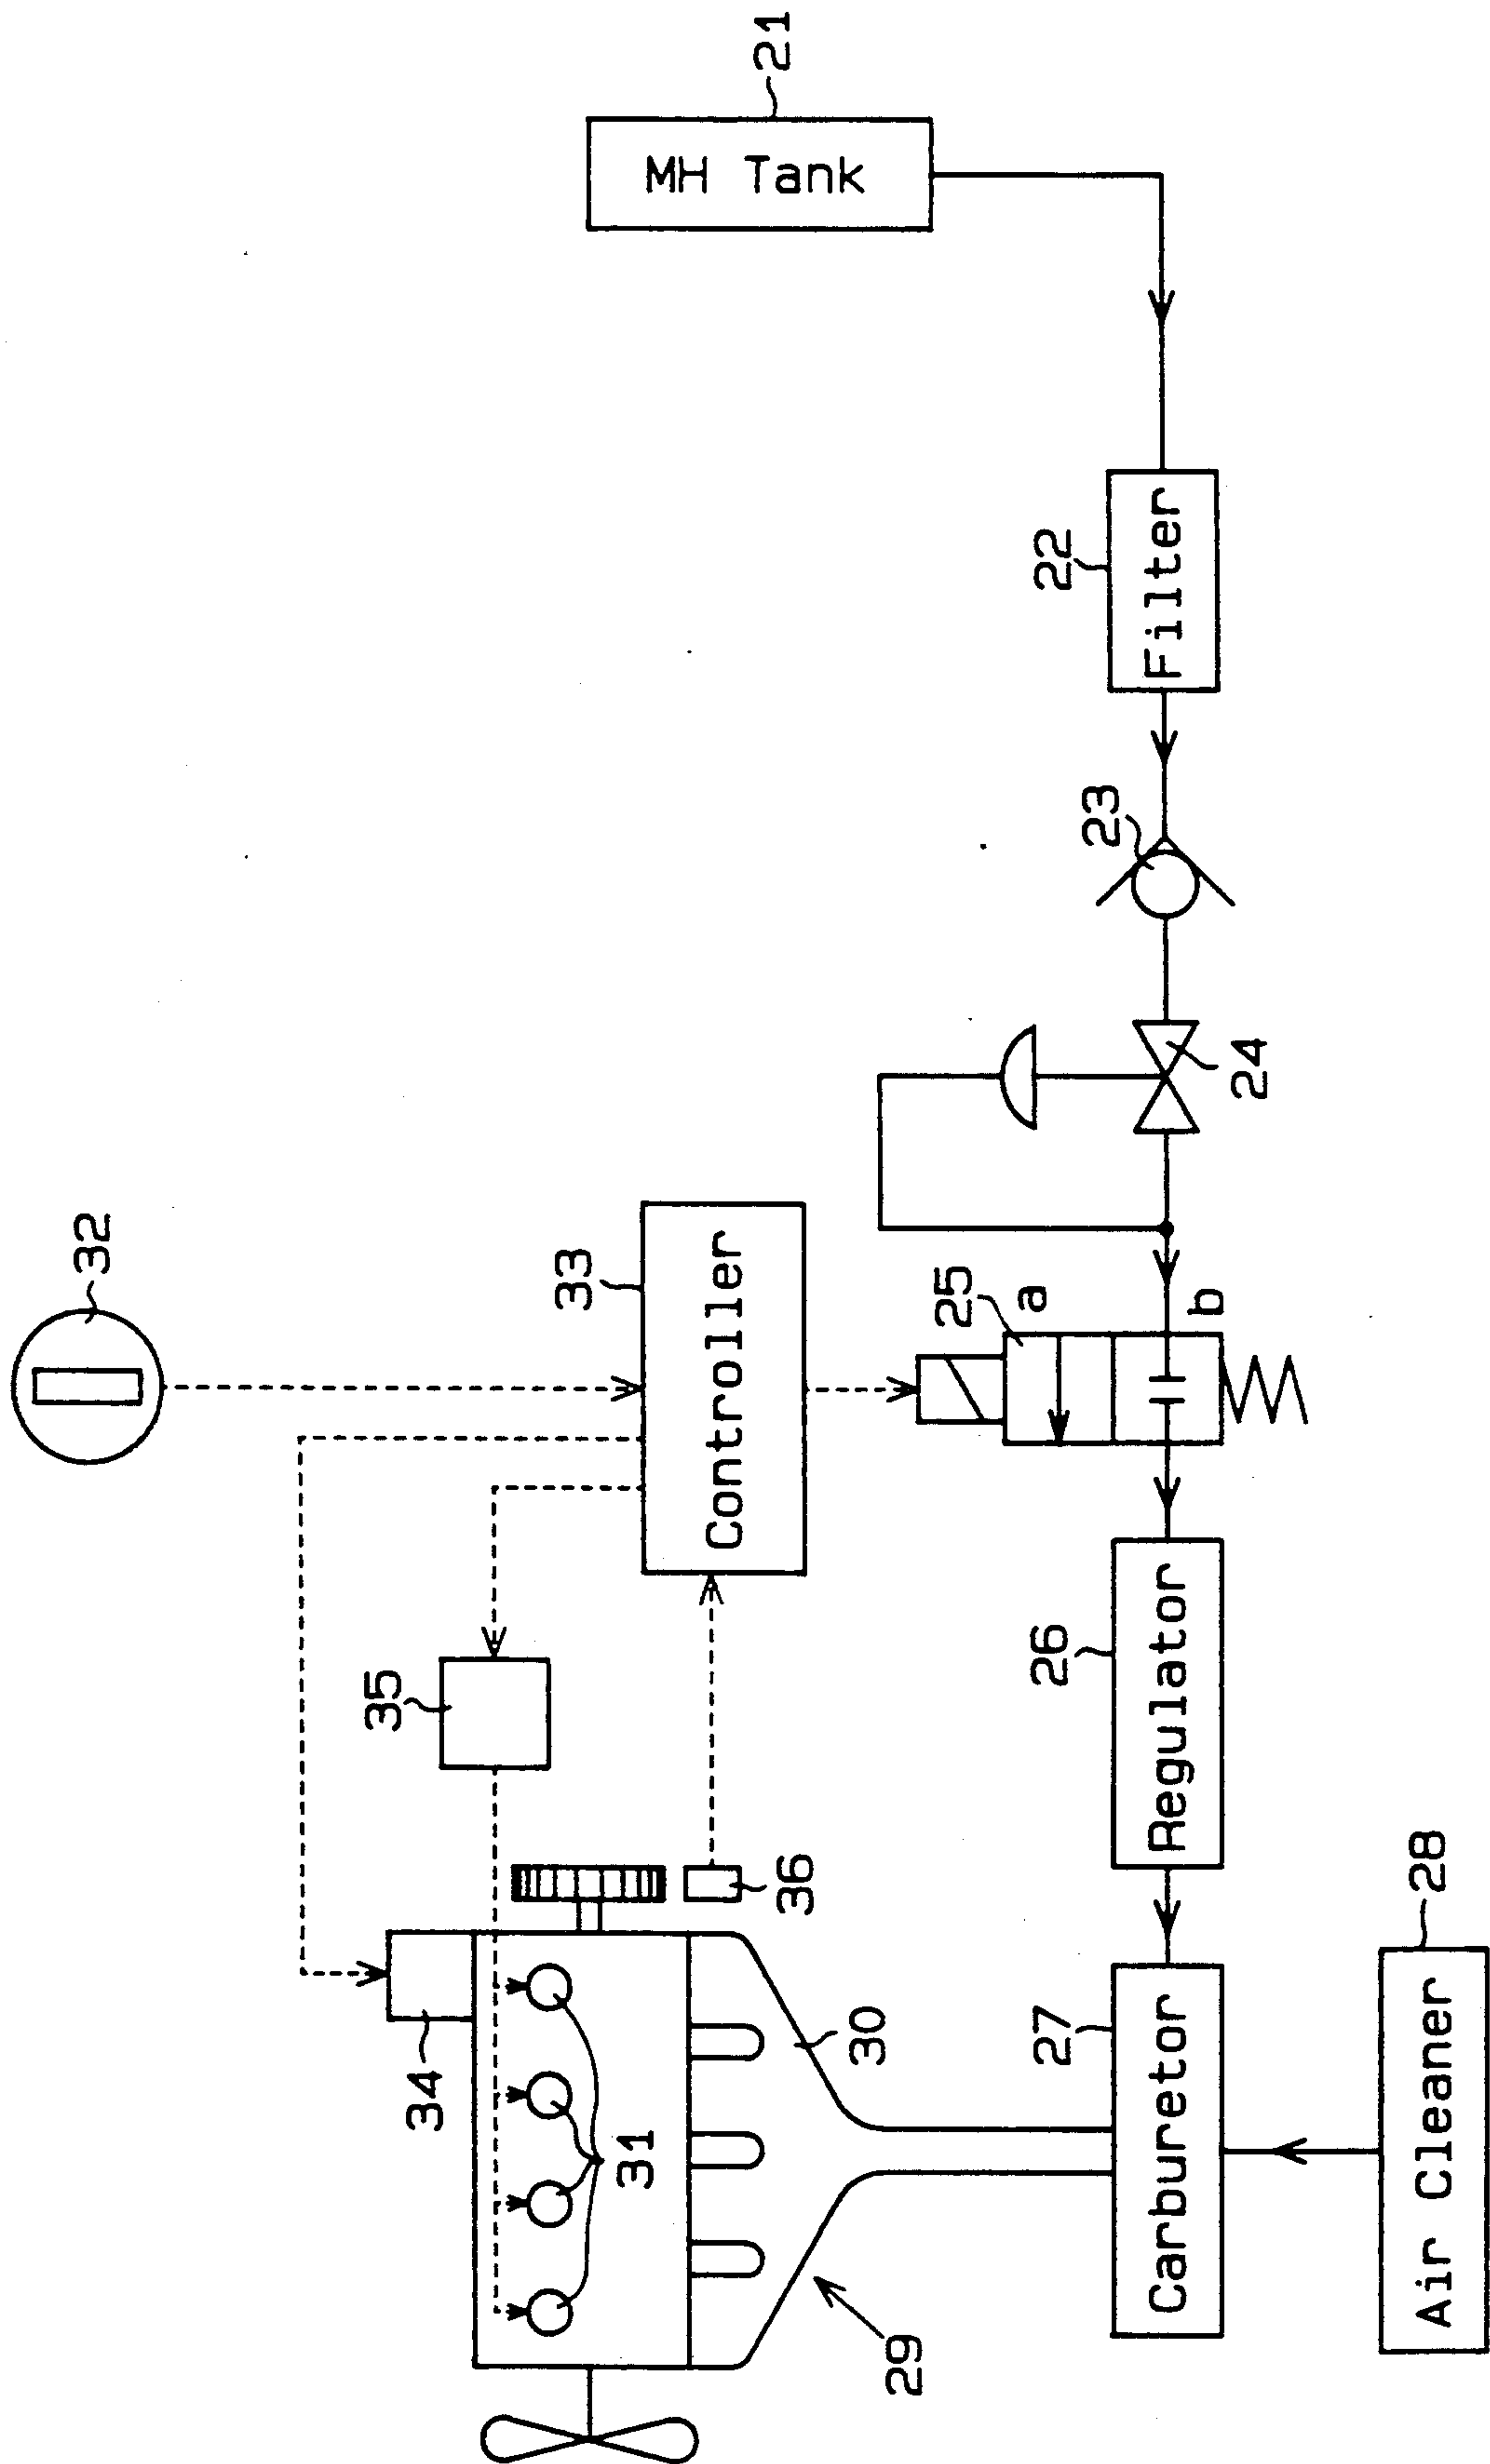 32
33
Controller
35
34
31
36
30
29
21
MH Tank
22
Filter
23
24
25
a
b
26
Regulator
27
Carburetor
28
Air Cleaner